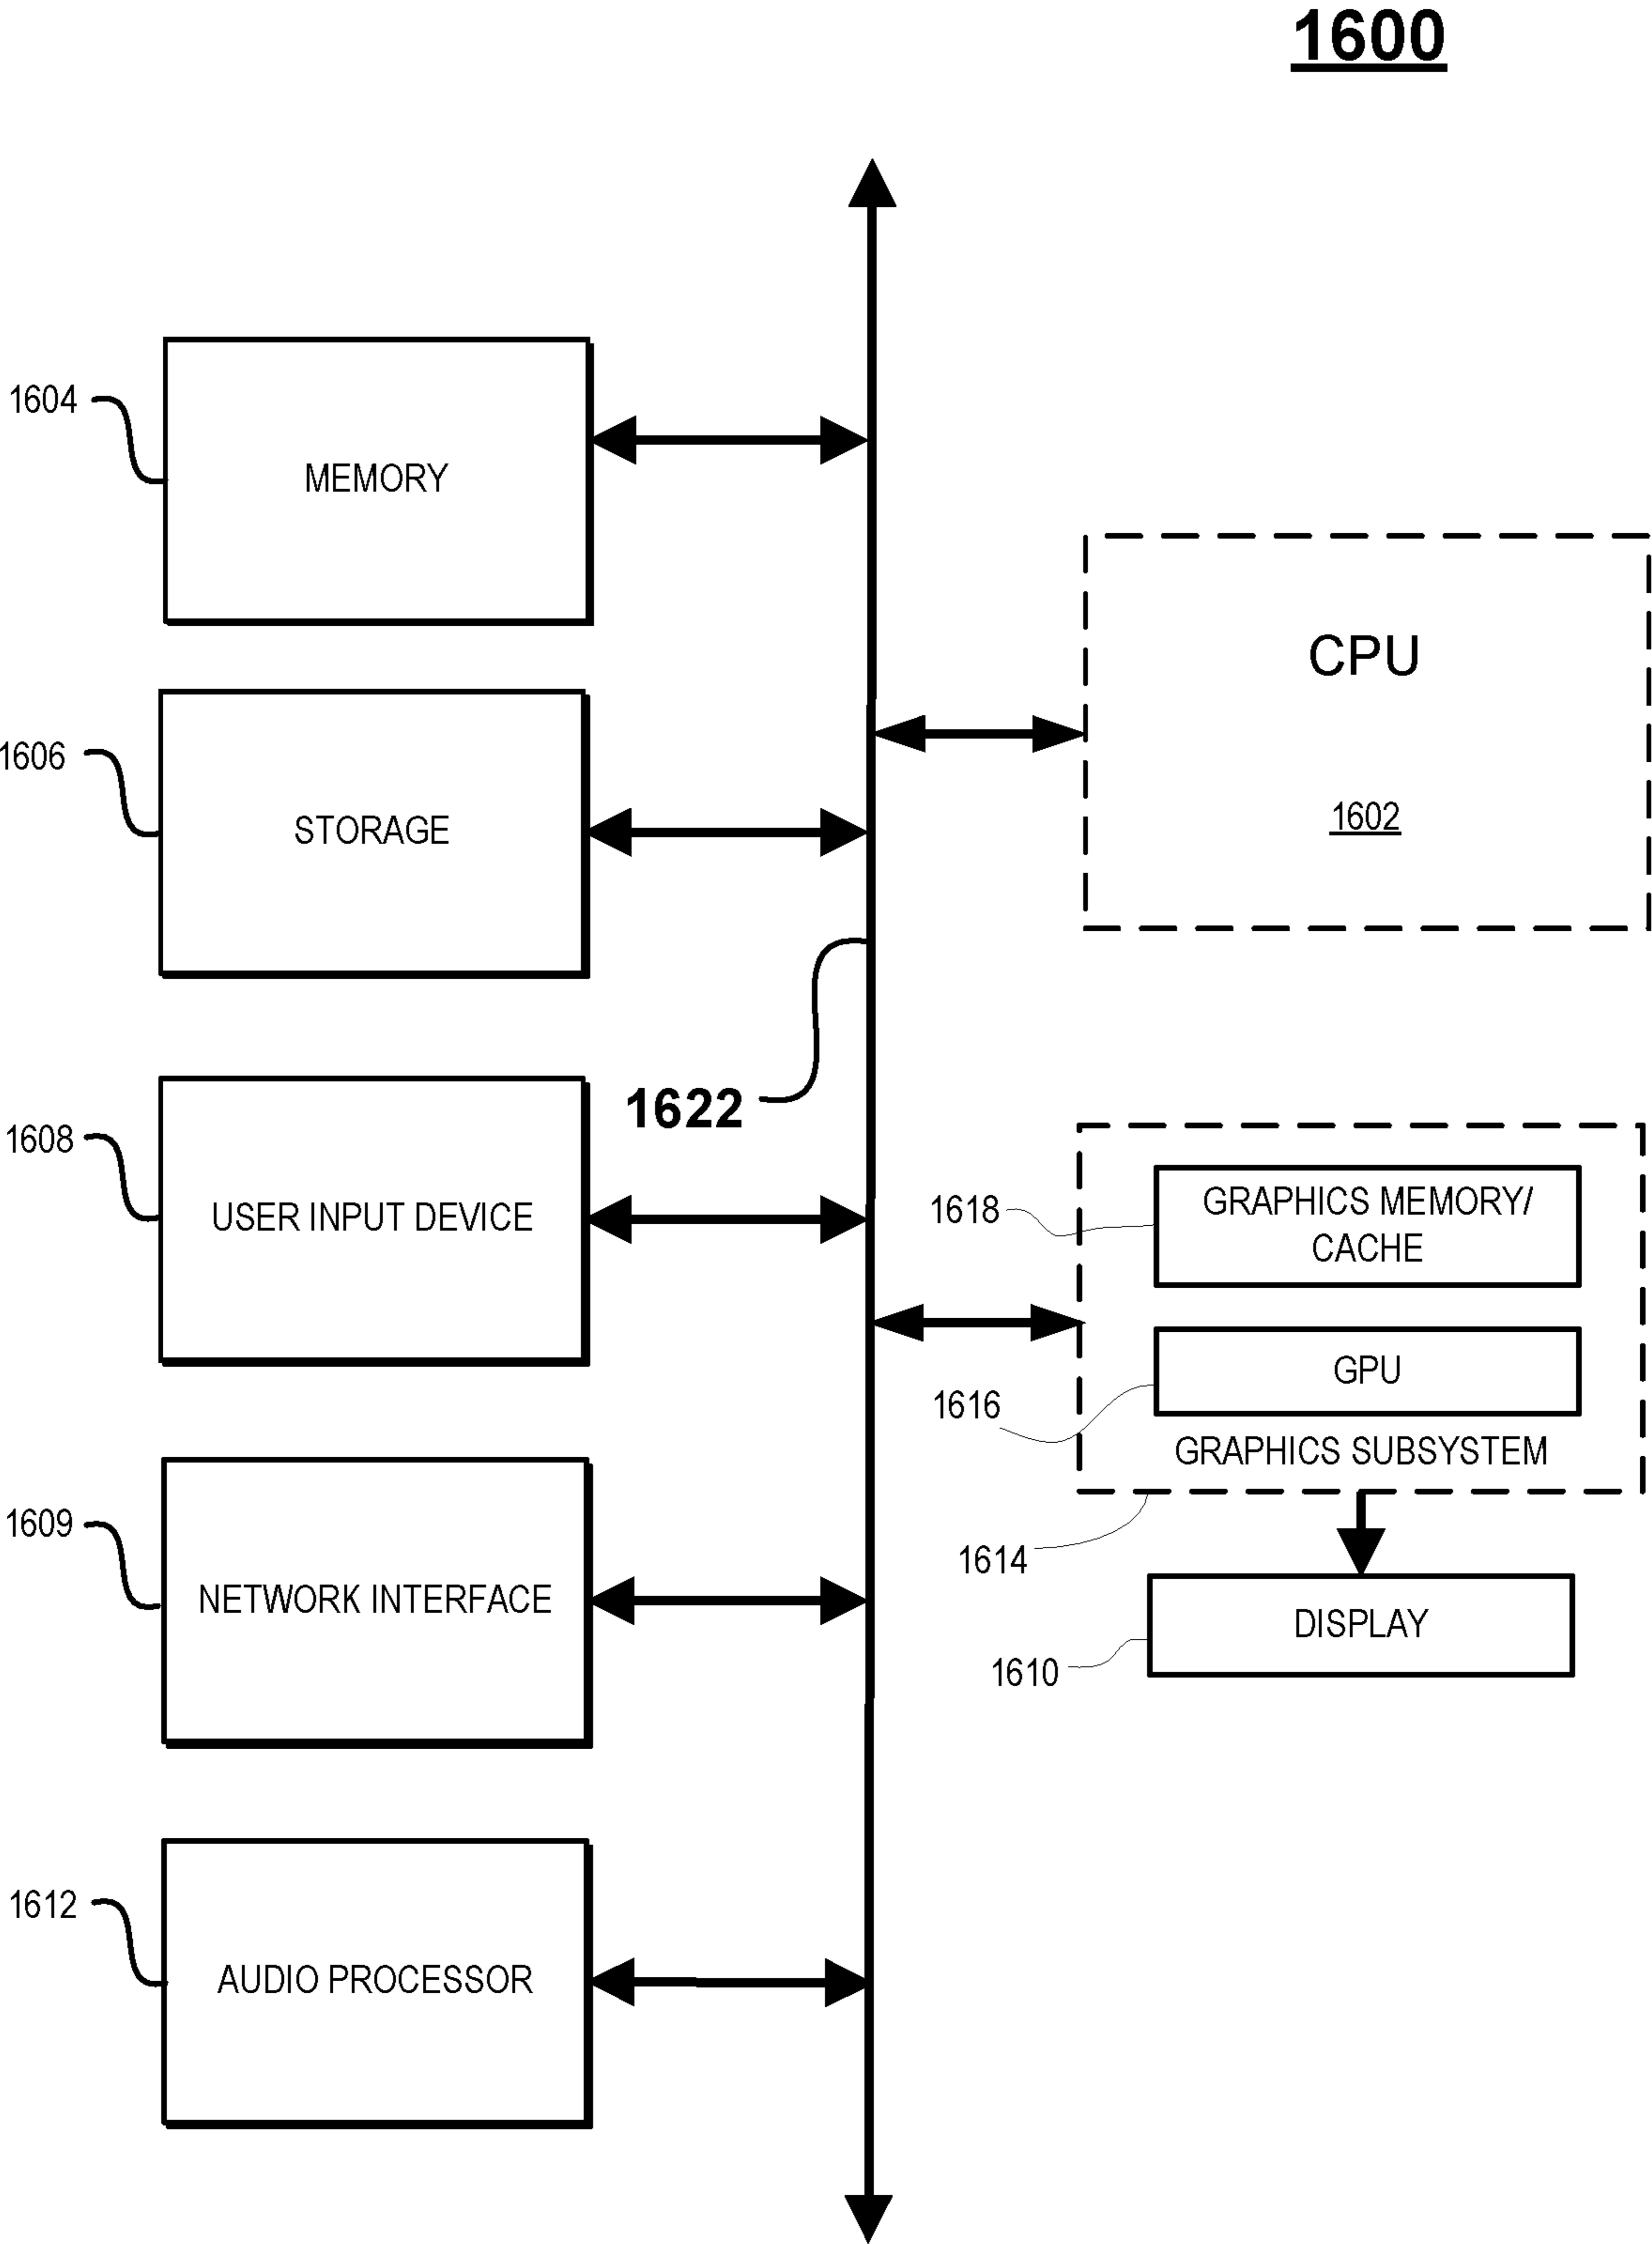 1600
1604
MEMORY
CPU
1602
1606
STORAGE
1622
1608
USER INPUT DEVICE
1618
GRAPHICS MEMORY/
CACHE
1616
GPU
GRAPHICS SUBSYSTEM
1614
1609
NETWORK INTERFACE
DISPLAY
1610
1612
AUDIO PROCESSOR